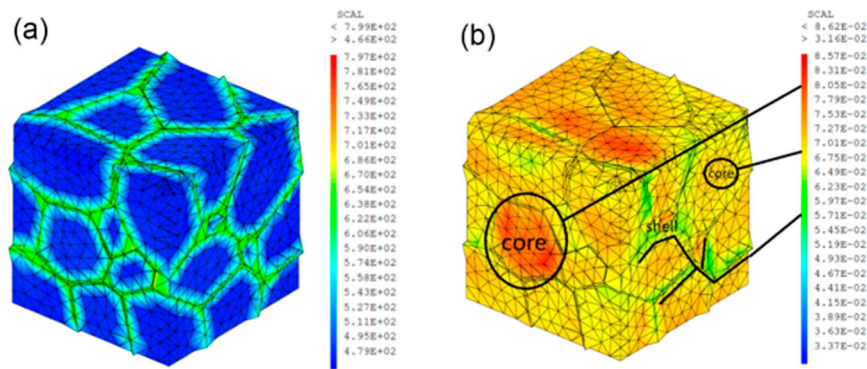 (a)
SCAL
< 7.99E+02
> 4.66E+02
7.97E+02
7.81E+02
7.65E+02
7.49E+02
7.33E+02
7.17E+02
7.01E+02
6.86E+02
6.70E+02
6.54E+02
6.38E+02
6.22E+02
6.06E+02
5.90E+02
5.74E+02
5.58E+02
5.42E+02
5.27E+02
5.11E+02
4.95E+02
4.79E+02
(b)
SCAL
< 8.62E-02
> 3.16E-02
8.57E-02
8.31E-02
8.05E-02
7.79E-02
7.53E-02
7.27E-02
7.01E-02
6.75E-02
6.49E-02
6.23E-02
5.97E-02
5.71E-02
5.45E-02
5.19E-02
4.93E-02
4.67E-02
4.41E-02
4.15E-02
3.89E-02
3.63E-02
3.37E-02
core
shell
core